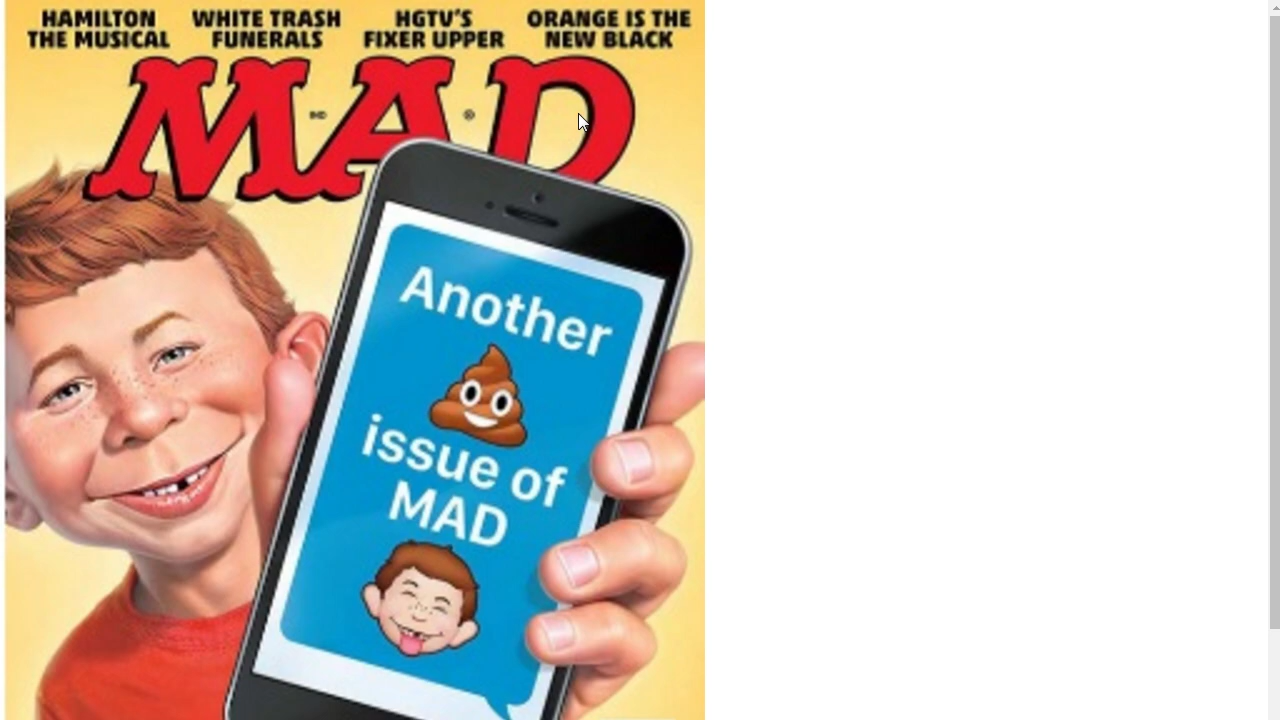 HAMILTON THE MUSICAL
WHITE TRASH FUNERALS
HGTV'S FIXER UPPER
ORANGE IS THE NEW BLACK
MAD
Another
issue of
MAD